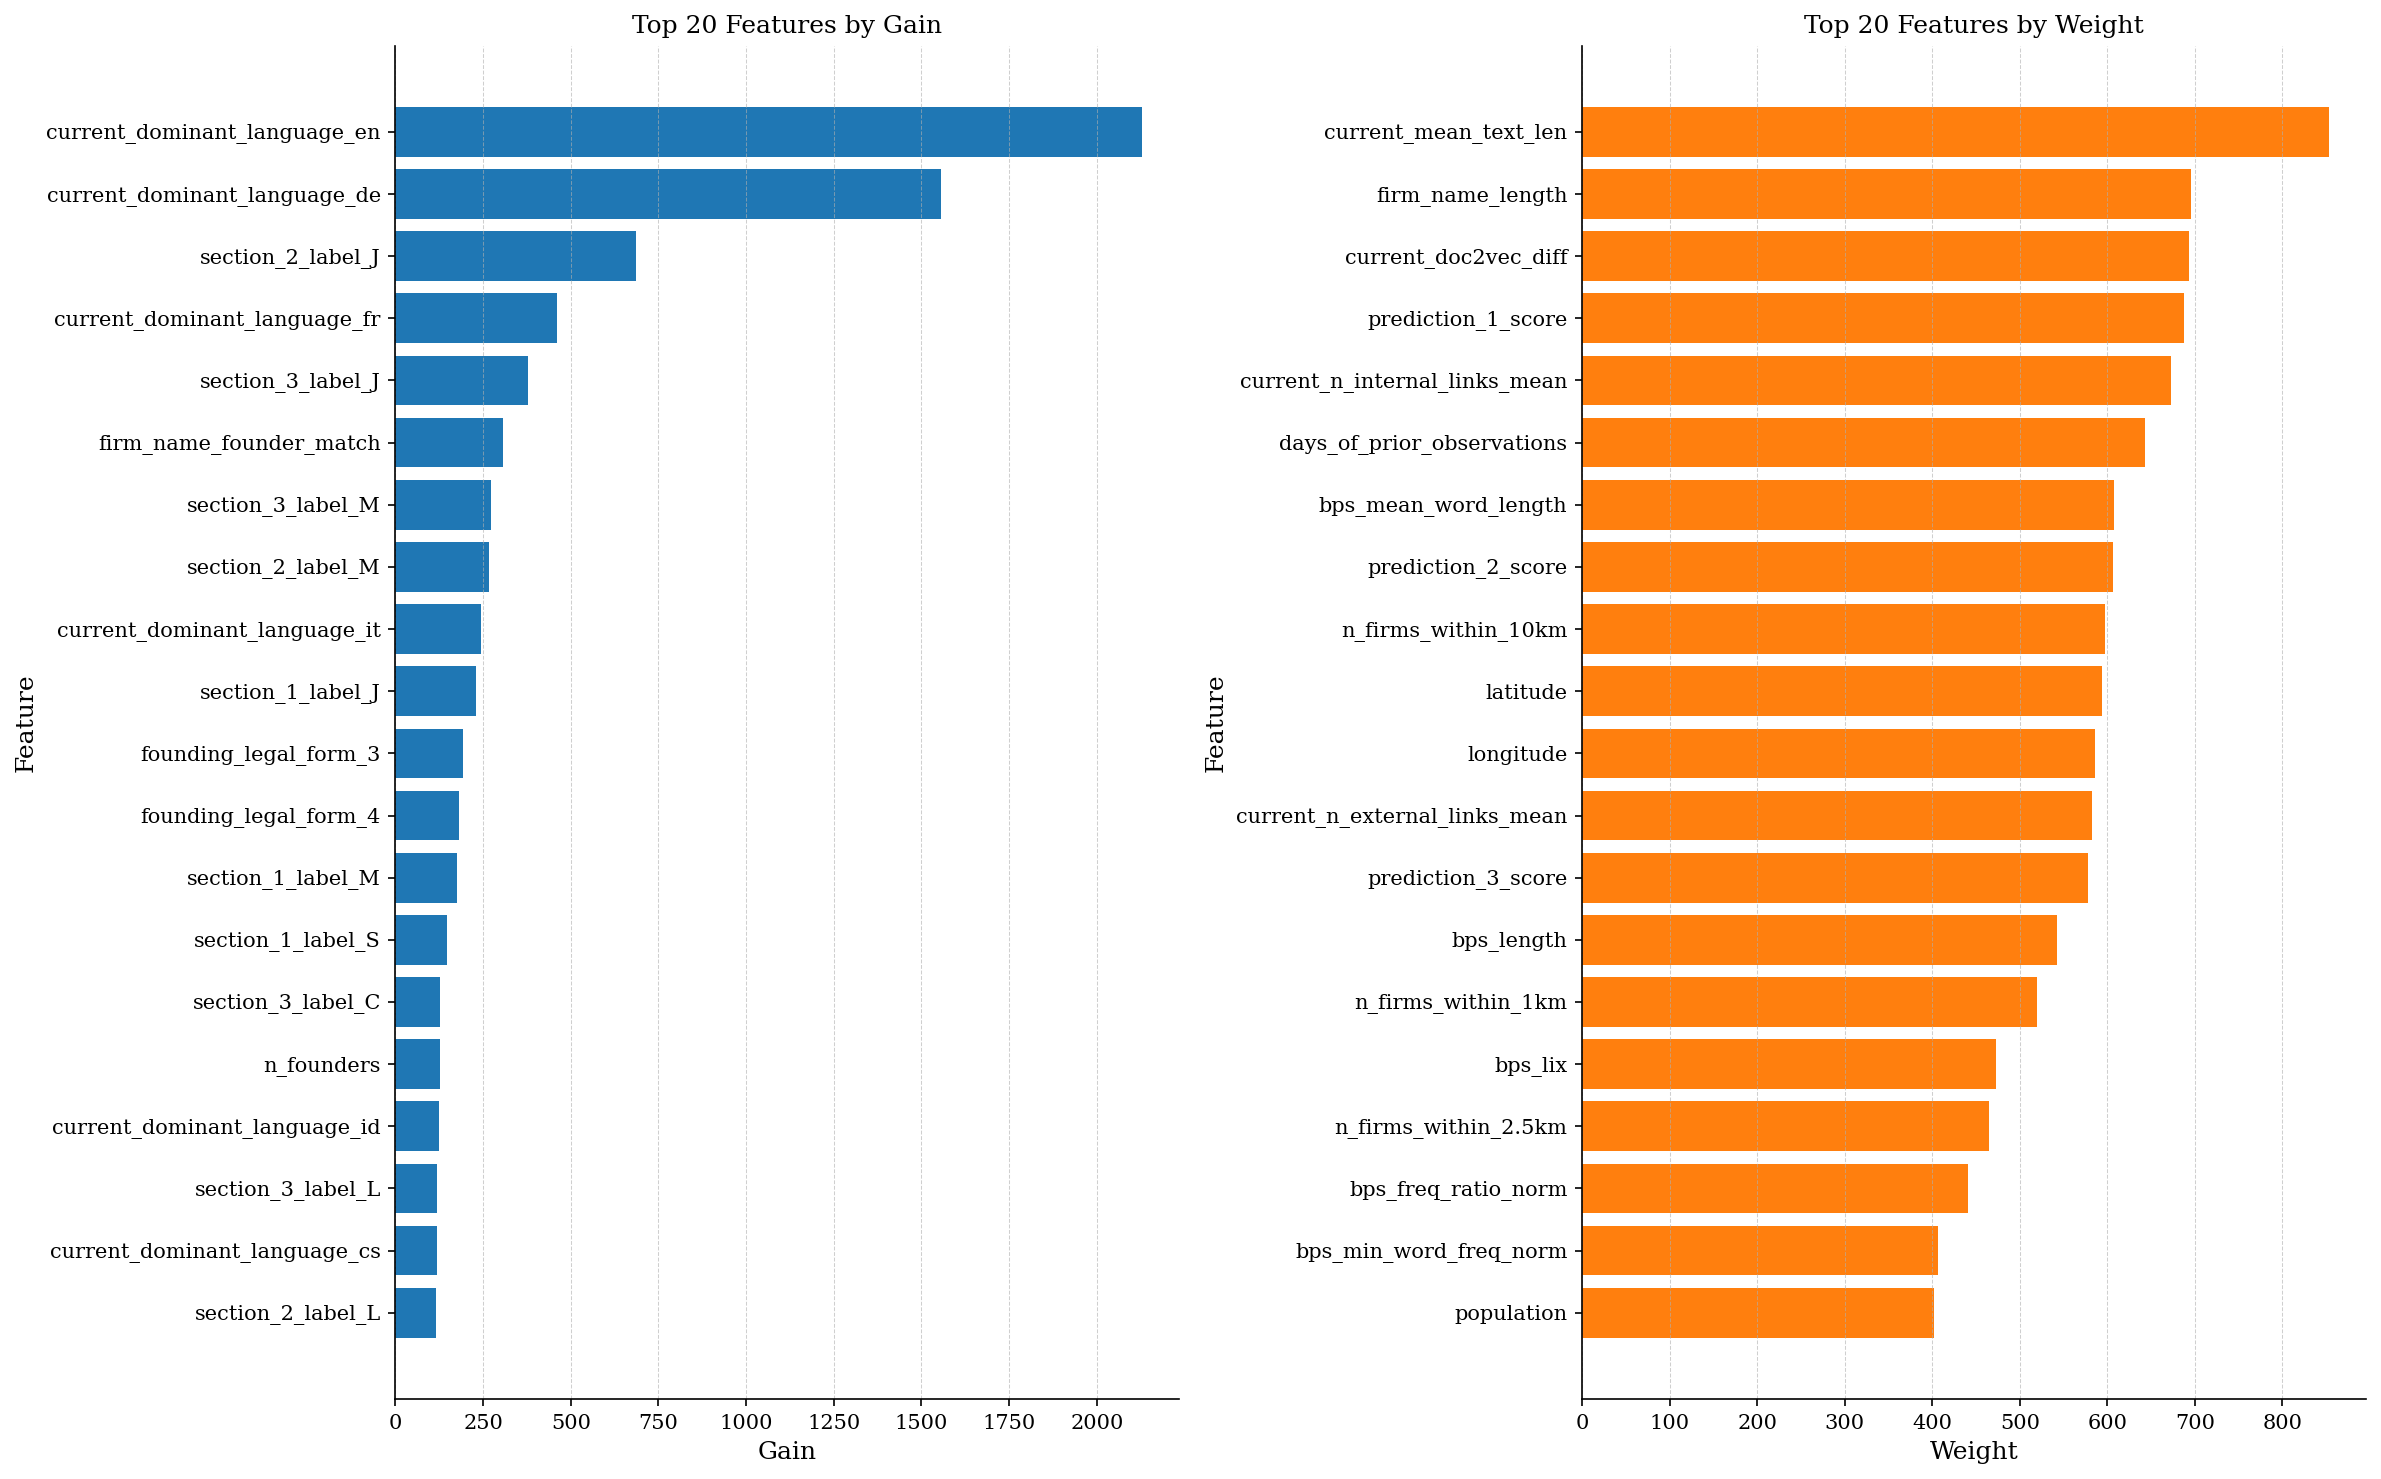 Top 20 Features by Gain
Feature
current_dominant_language_en
current_dominant_language_de
section_2_label_J
current_dominant_language_fr
section_3_label_J
firm_name_founder_match
section_3_label_M
section_2_label_M
current_dominant_language_it
section_1_label_J
founding_legal_form_3
founding_legal_form_4
section_1_label_M
section_1_label_S
section_3_label_C
n_founders
current_dominant_language_id
section_3_label_L
current_dominant_language_cs
section_2_label_L
0 250 500 750 1000 1250 1500 1750 2000
Gain
Top 20 Features by Weight
Feature
current_mean_text_len
firm_name_length
current_doc2vec_diff
prediction_1_score
current_n_internal_links_mean
days_of_prior_observations
bps_mean_word_length
prediction_2_score
n_firms_within_10km
latitude
longitude
current_n_external_links_mean
prediction_3_score
bps_length
n_firms_within_1km
bps_lix
n_firms_within_2.5km
bps_freq_ratio_norm
bps_min_word_freq_norm
population
0 100 200 300 400 500 600 700 800
Weight